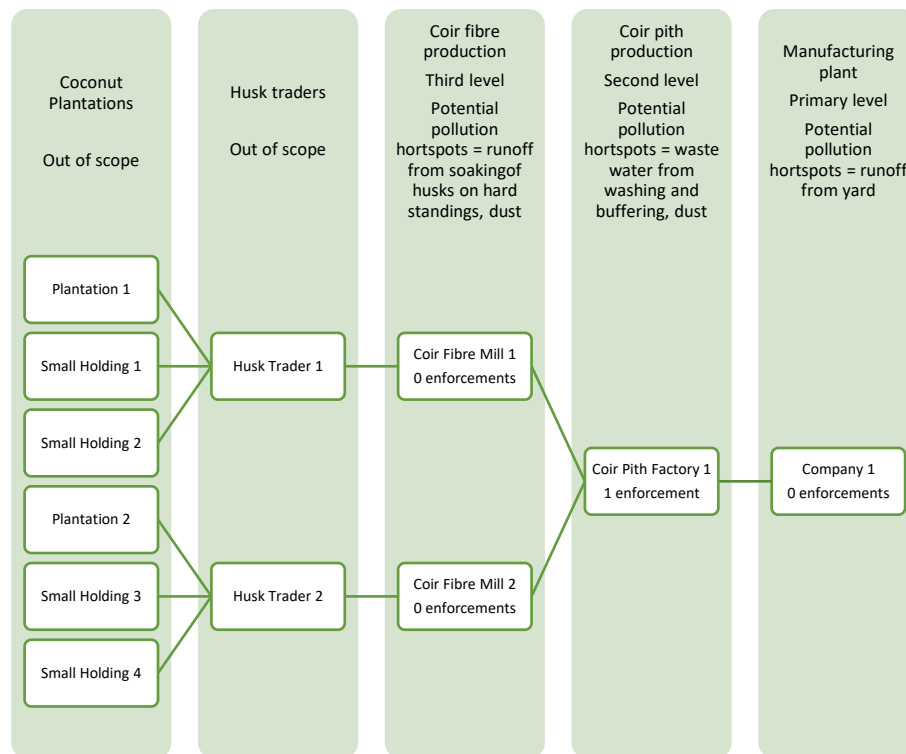 Coconut
Plantations
Out of scope
Husk traders
Out of scope
Coir fibre
production
Third level
Potential
pollution
hortspots = runoff
from soakingof
husks on hard
standings, dust
Coir pith
production
Second level
Potential
pollution
hortspots = waste
water from
washing and
buffering, dust
Manufacturing
plant
Primary level
Potential
pollution
hortspots = runoff
from yard
Plantation 1
Small Holding 1
Small Holding 2
Plantation 2
Small Holding 3
Small Holding 4
Husk Trader 1
Husk Trader 2
Coir Fibre Mill 1
0 enforcements
Coir Fibre Mill 2
0 enforcements
Coir Pith Factory 1
1 enforcement
Company 1
0 enforcements